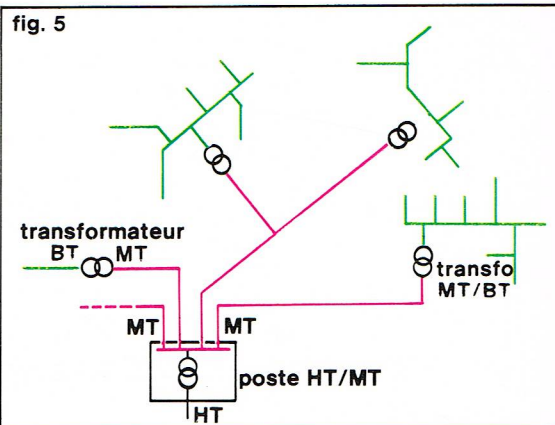 fig. 5
transformateur
BT MT
transfo
MT/BT
MT MT
poste HT/MT
HT